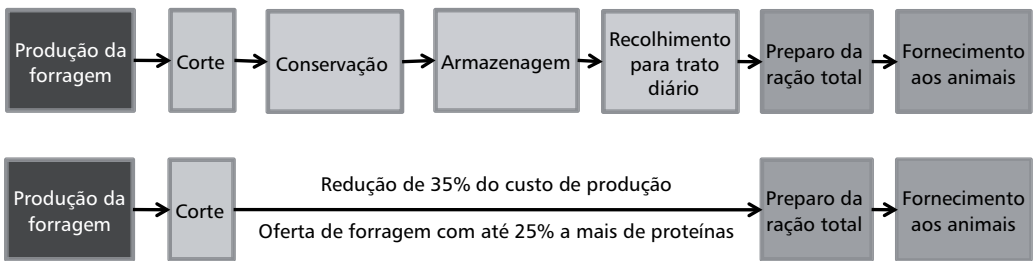 Produção da
forragem
Corte
Conservação
Armazenagem
Recolhimento
para trato
diário
Preparo da
ração total
Fornecimento
aos animais
Produção da
forragem
Corte
Redução de 35% do custo de produção
Oferta de forragem com até 25% a mais de proteínas
Preparo da
ração total
Fornecimento
aos animais